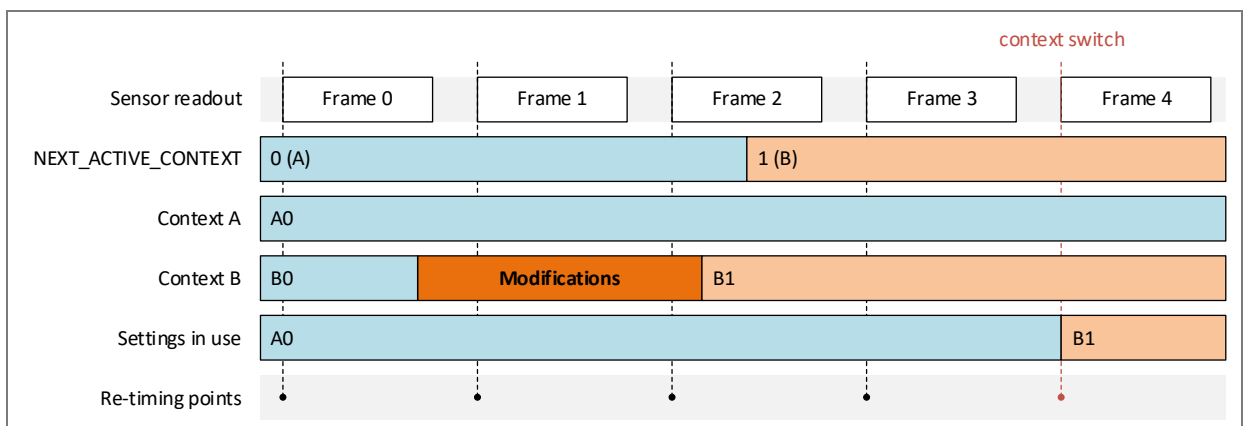 context switch
Sensor readout Frame 0 Frame 1 Frame 2 Frame 3 Frame 4
NEXT_ACTIVE_CONTEXT 0 (A) 1 (B)
Context A A0
Context B B0 Modifications B1
Settings in use A0 B1
Re-timing points